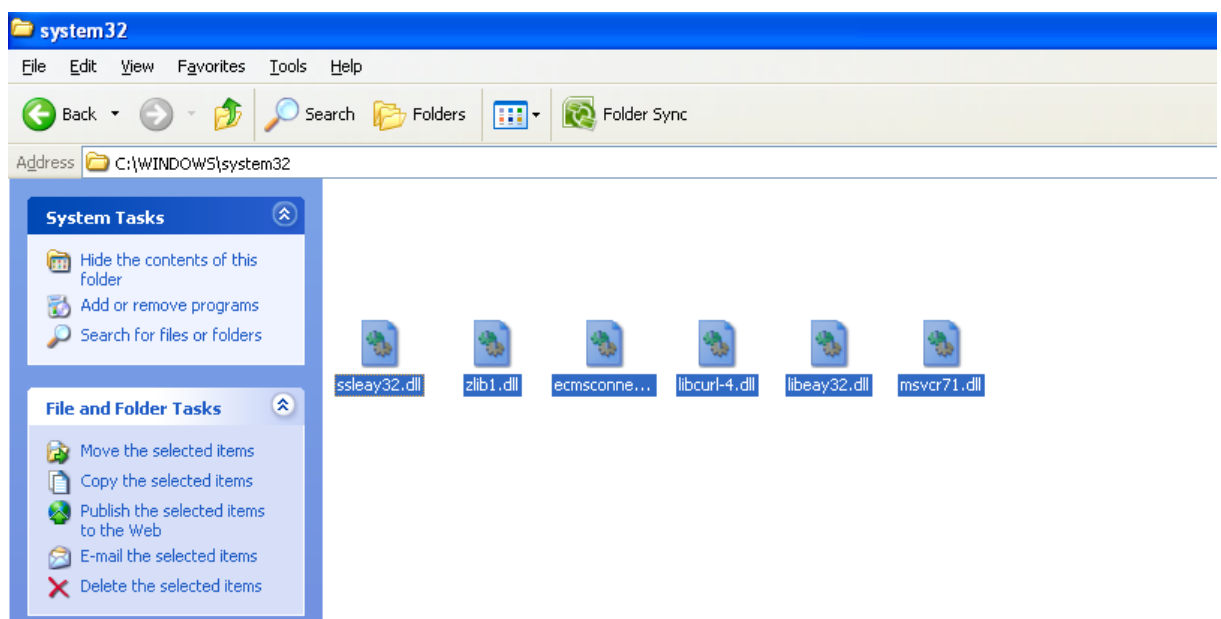 system32
File Edit View Favorites Tools Help
Back Search Folders Folder Sync
Address C:\WINDOWS\system32
System Tasks
Hide the contents of this
folder
Add or remove programs
Search for files or folders
ssleay32.dll zlib1.dll ecmsconne... libcurl-4.dll libeay32.dll msvcr71.dll
File and Folder Tasks
Move the selected items
Copy the selected items
Publish the selected items
to the Web
E-mail the selected items
Delete the selected items